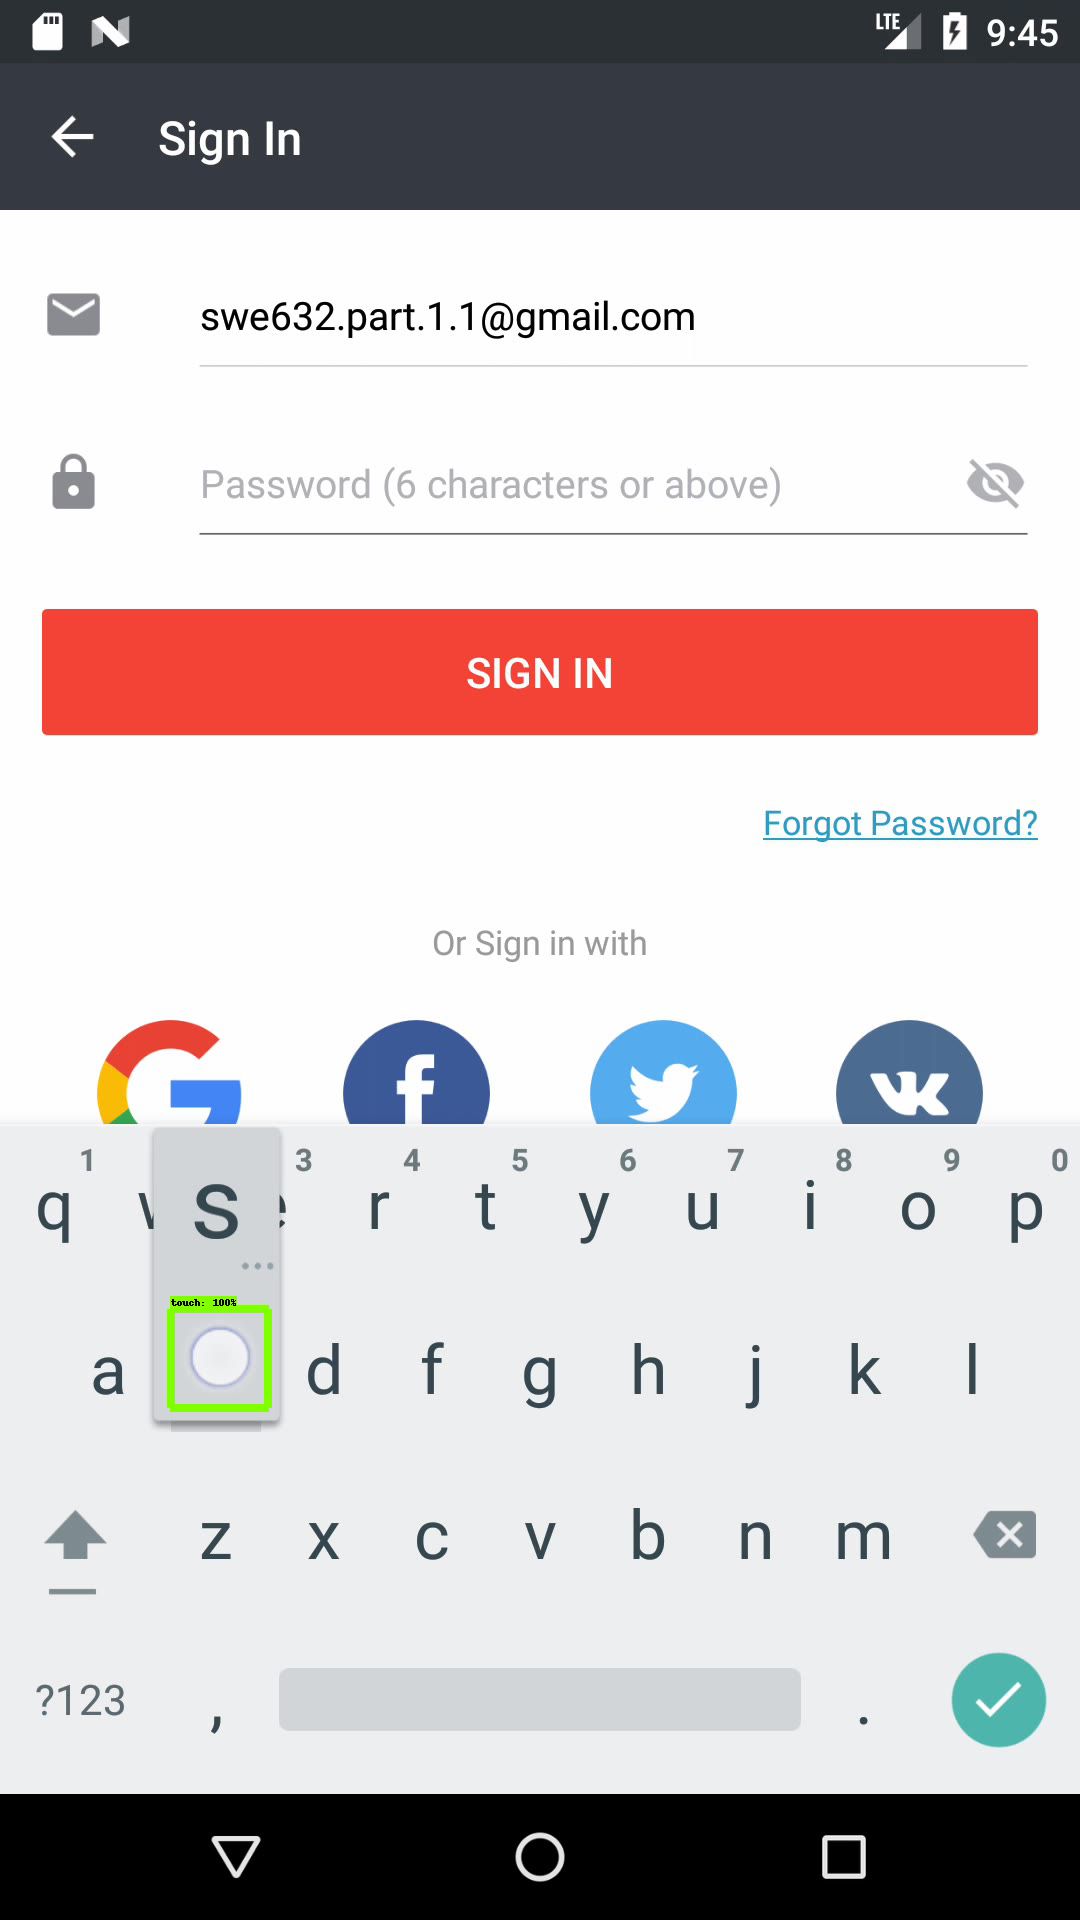 LTE 9:45
Sign In
swe632.part.1.1@gmail.com
Password (6 characters or above)
SIGN IN
Forgot Password?
Or Sign in with
1 3 4 5 6 7 8 9 0
q s r t y u i o p
touch: 100%
a d f g h j k l
z x c v b n m
?123 , .